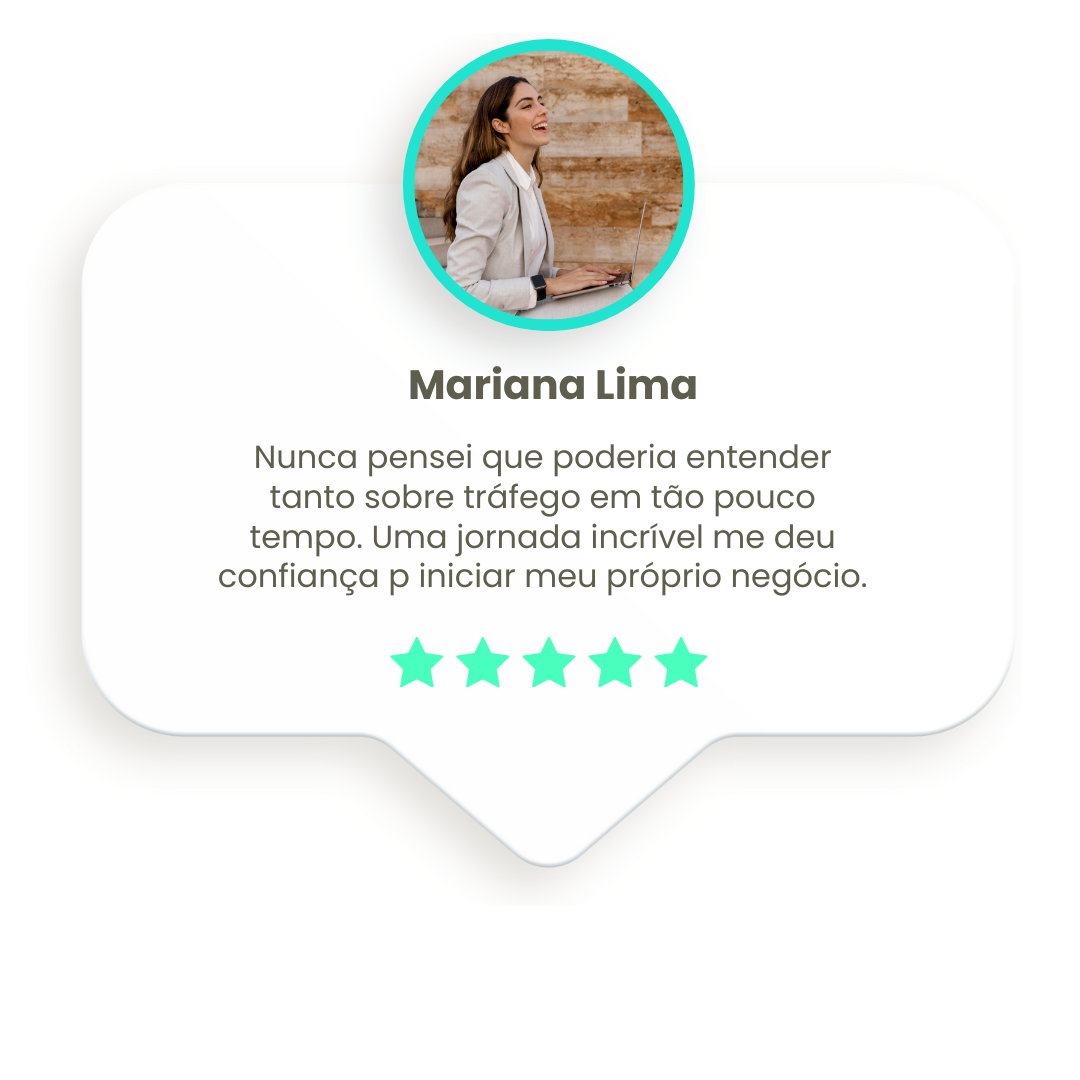 Mariana Lima
Nunca pensei que poderia entender
tanto sobre tráfego em tão pouco
tempo. Uma jornada incrível me deu
confiança p iniciar meu próprio negócio.